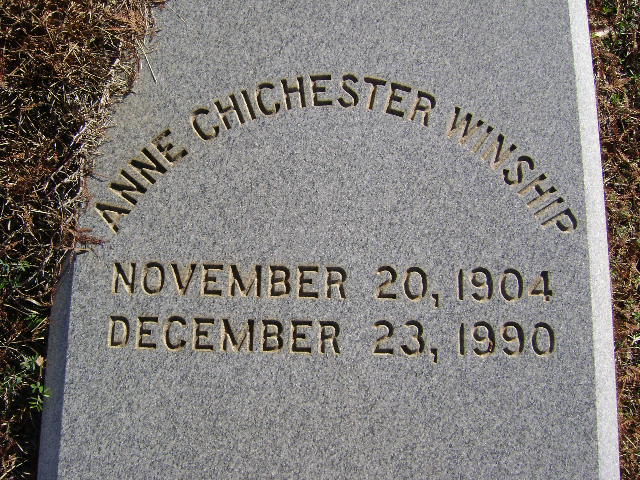 ANNE CHICHESTER WINSHIP
NOVEMBER 20, 1904
DECEMBER 23, 1990